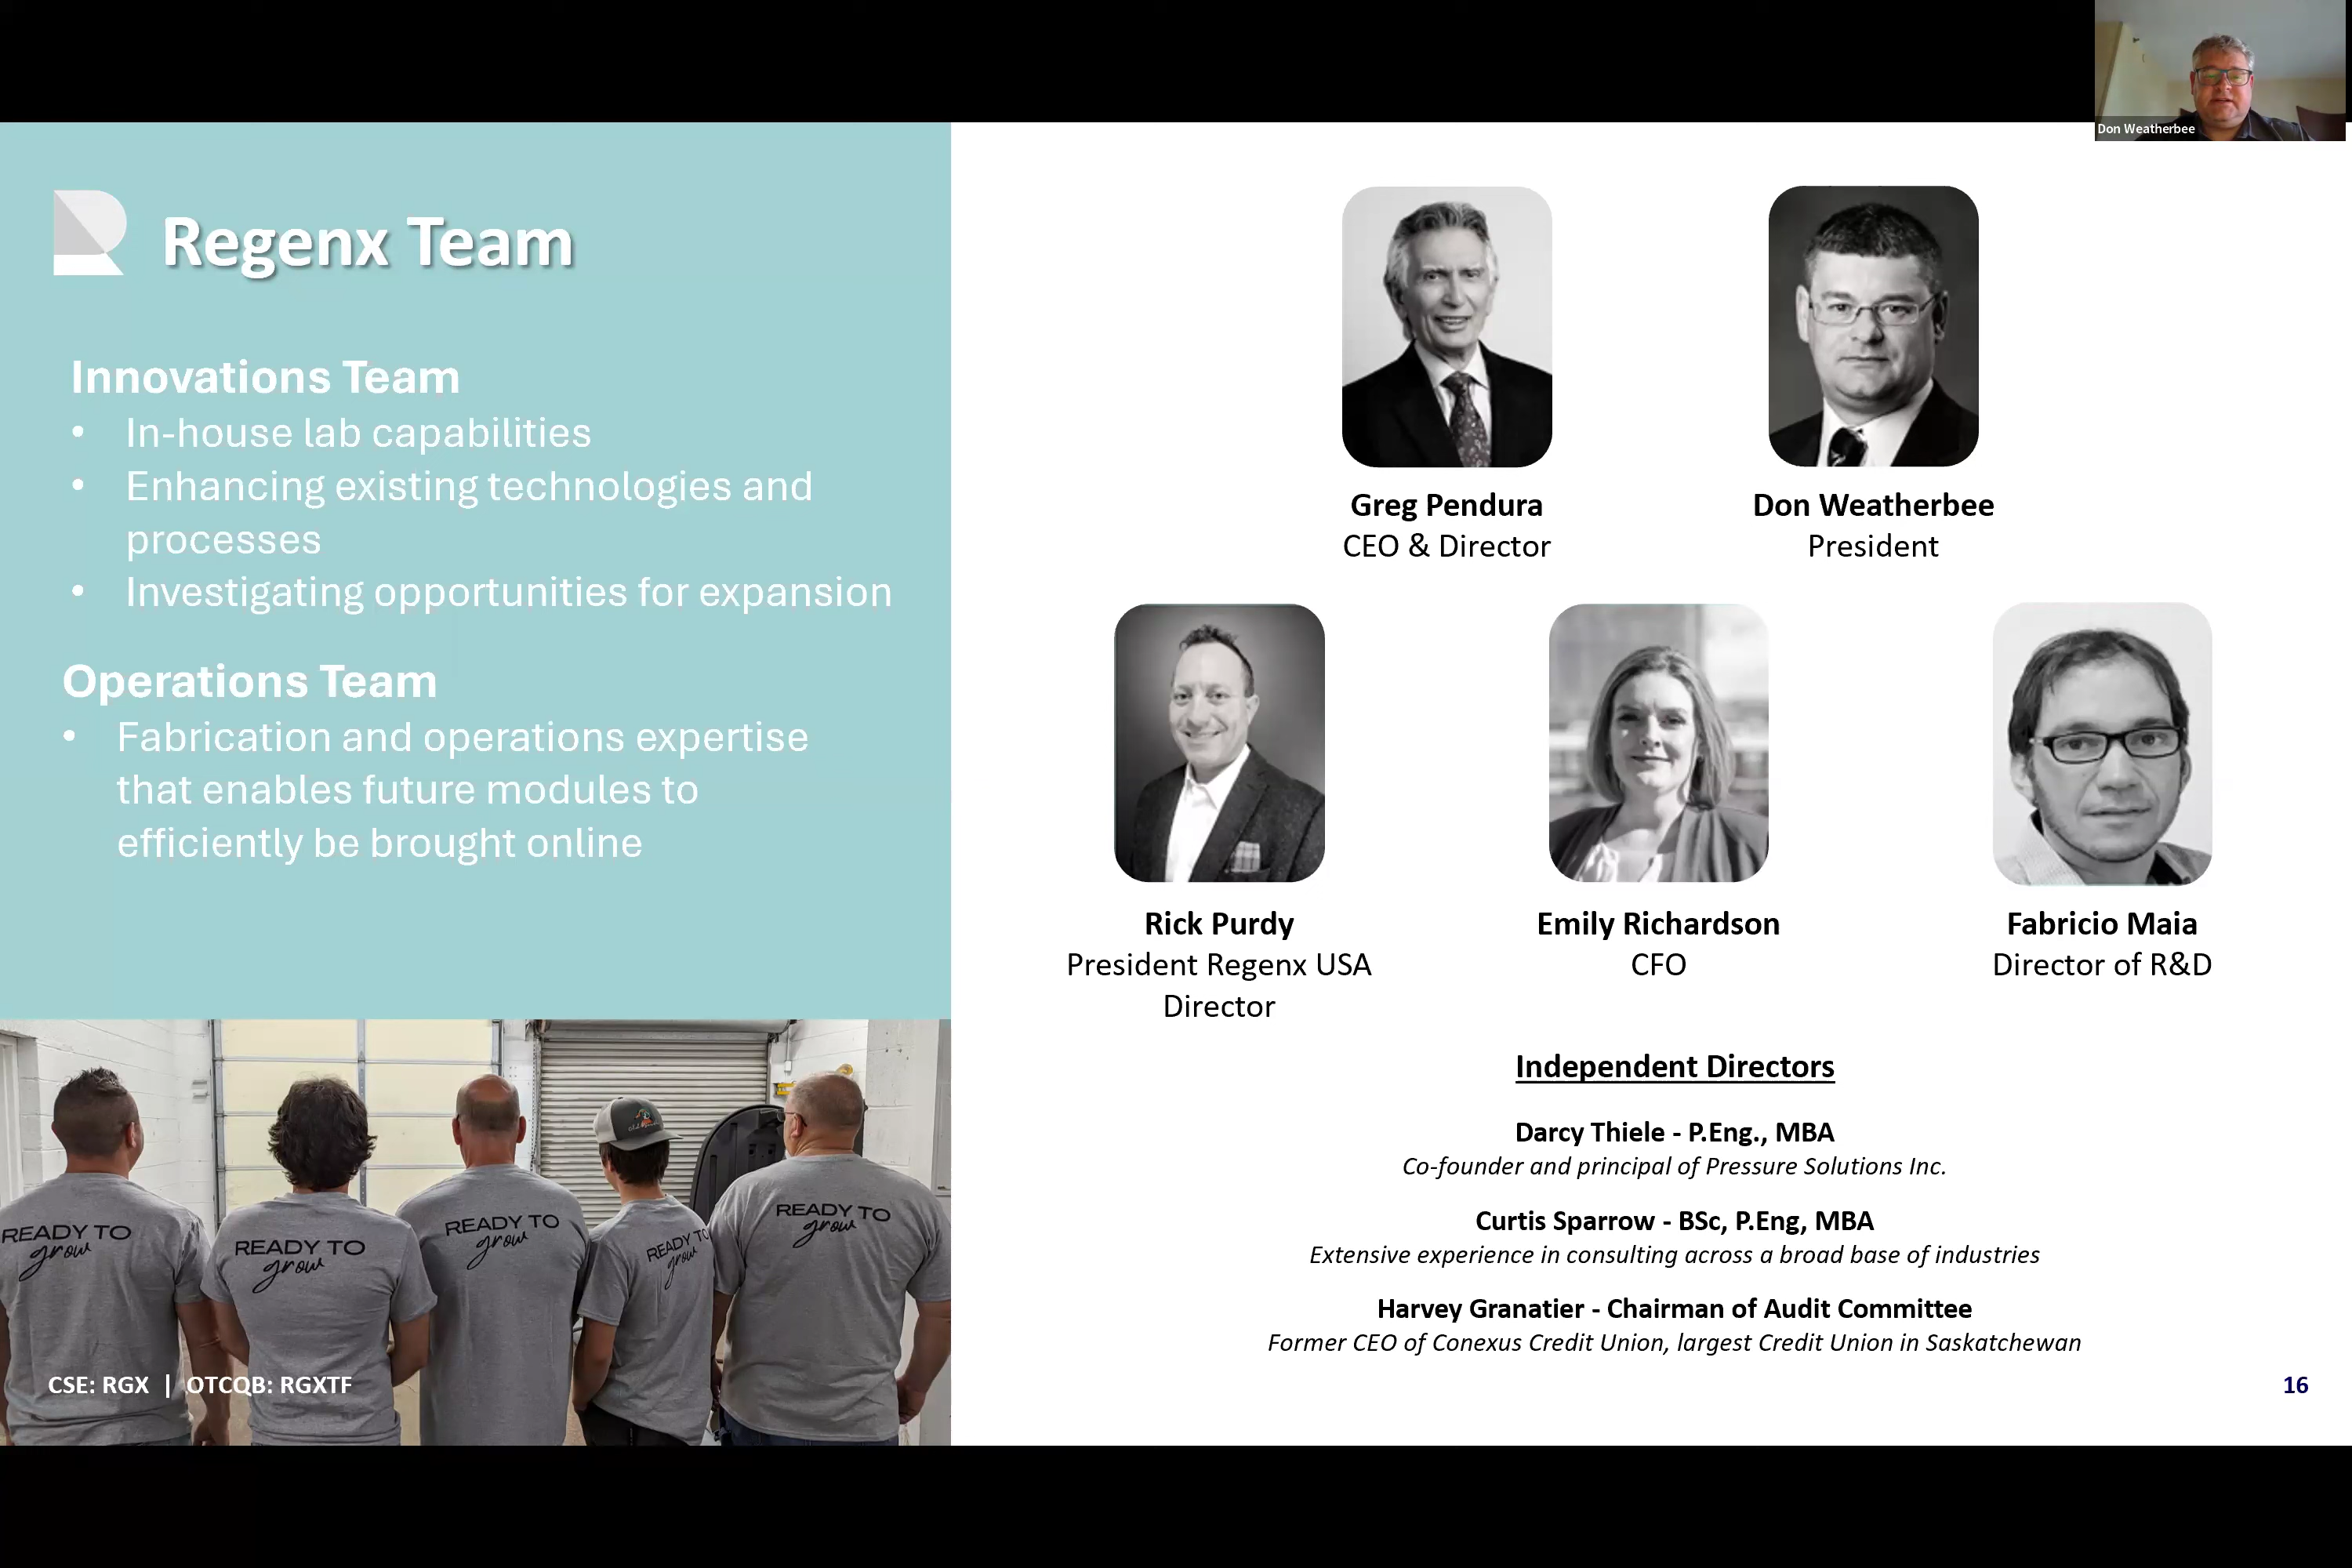 Don Weatherbee
Regenx Team
Innovations Team
• In-house lab capabilities
• Enhancing existing technologies and
processes
• Investigating opportunities for expansion
Operations Team
• Fabrication and operations expertise
that enables future modules to
efficiently be brought online
READY TO
grow
READY TO
grow
READY TO
grow
READY TO
grow
READY TO
grow
CSE: RGX | OTCQB: RGXTF
Greg Pendura
CEO & Director
Don Weatherbee
President
Rick Purdy
President Regenx USA
Director
Emily Richardson
CFO
Fabricio Maia
Director of R&D
Independent Directors
Darcy Thiele - P.Eng., MBA
Co-founder and principal of Pressure Solutions Inc.
Curtis Sparrow - BSc, P.Eng, MBA
Extensive experience in consulting across a broad base of industries
Harvey Granatier - Chairman of Audit Committee
Former CEO of Conexus Credit Union, largest Credit Union in Saskatchewan
16